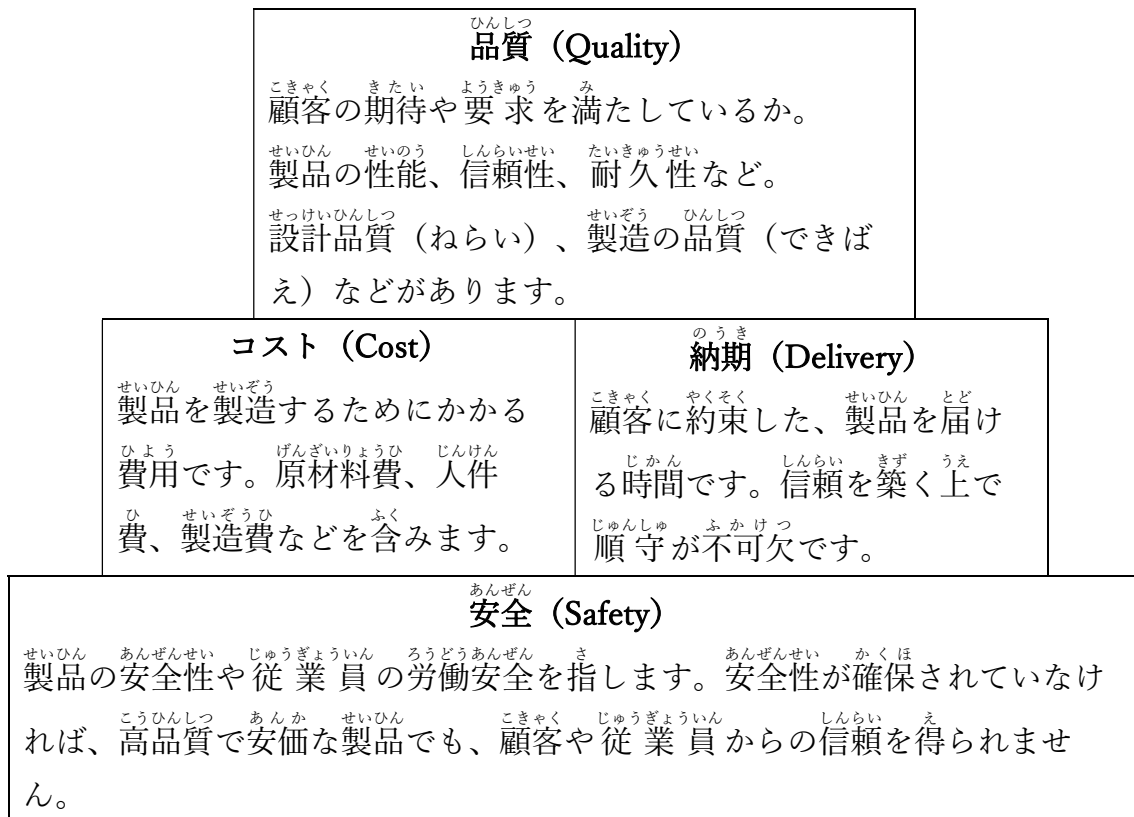 品質（Quality）
顧客の期待や要求を満たしているか。
製品の性能、信頼性、耐久性など。
設計品質（ねらい）、製造の品質（できば
え）などがあります。
コスト（Cost）
製品を製造するためにかかる
費用です。原材料費、人件
費、製造費などを含みます。
納期（Delivery）
顧客に約束した、製品を届け
る時間です。信頼を築く上で
順守が不可欠です。
安全（Safety）
製品の安全性や従業員の労働安全を指します。安全性が確保されていなけ
れば、高品質で安価な製品でも、顧客や従業員からの信頼を得られませ
ん。